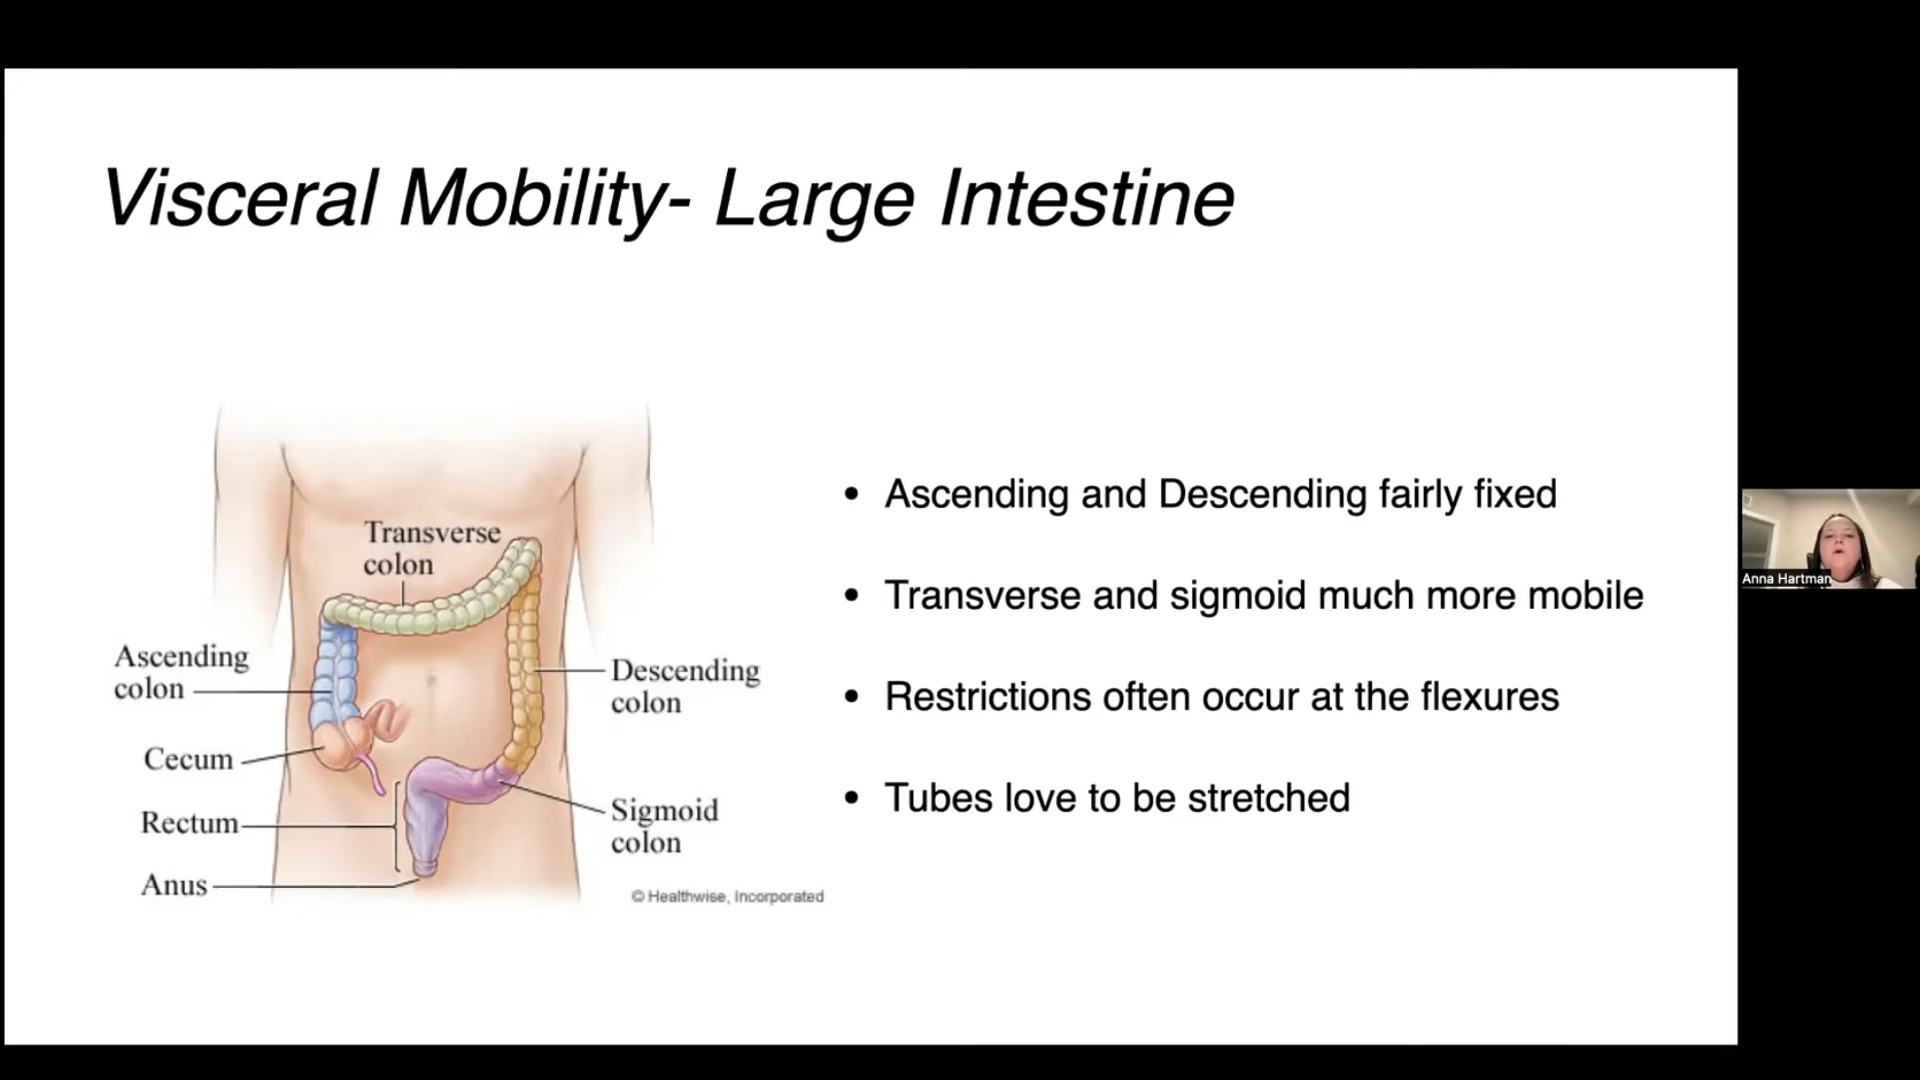 Visceral Mobility- Large Intestine
Transverse
colon
Ascending
colon
Descending
colon
Cecum
Rectum
Sigmoid
colon
Anus
© Healthwise, Incorporated
• Ascending and Descending fairly fixed
• Transverse and sigmoid much more mobile
• Restrictions often occur at the flexures
• Tubes love to be stretched
Anna Hartman